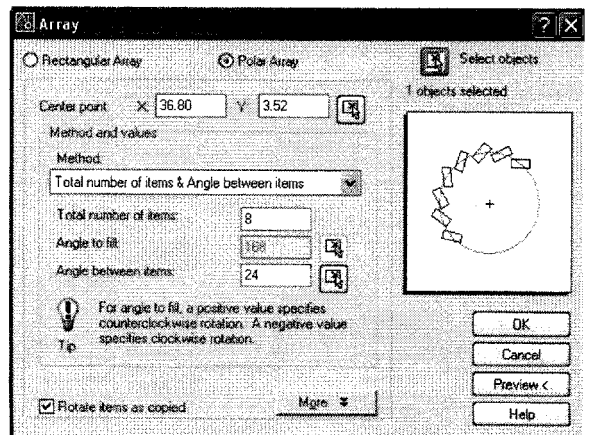 Array
Rectangular Array Polar Array Select objects
Center point X: 36.80 Y: 3.52 1 objects selected
Method and values
Method:
Total number of items & Angle between items
Total number of items: 8
Angle to fill: 168
Angle between items: 24
For angle to fill, a positive value specifies
counterclockwise rotation. A negative value
specifies clockwise rotation.
Tip
OK
Cancel
Preview <
Rotate items as copied More Help